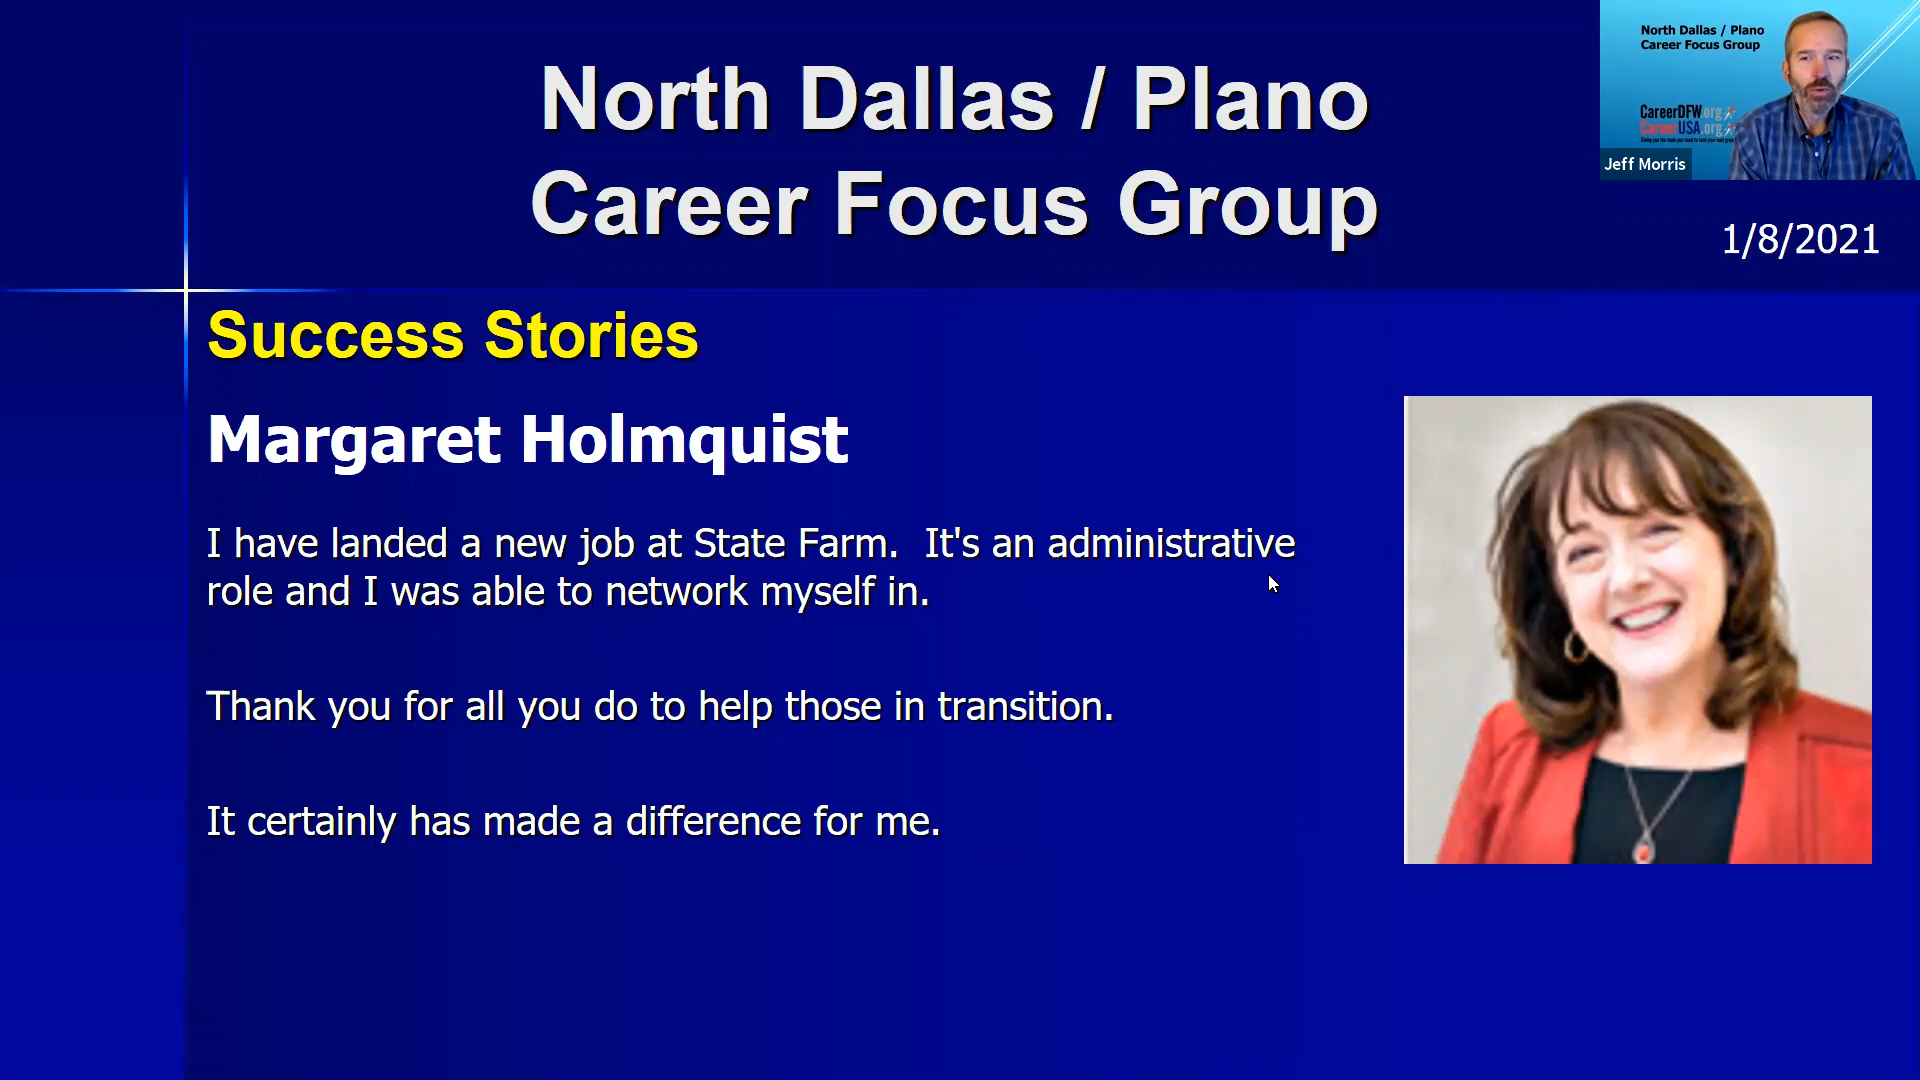 North Dallas / Plano
Career Focus Group
North Dallas / Plano
Career Focus Group
CareerDFW.org
CareerUSA.org
Jeff Morris
1/8/2021
Success Stories
Margaret Holmquist
I have landed a new job at State Farm.  It's an administrative
role and I was able to network myself in.
Thank you for all you do to help those in transition.
It certainly has made a difference for me.